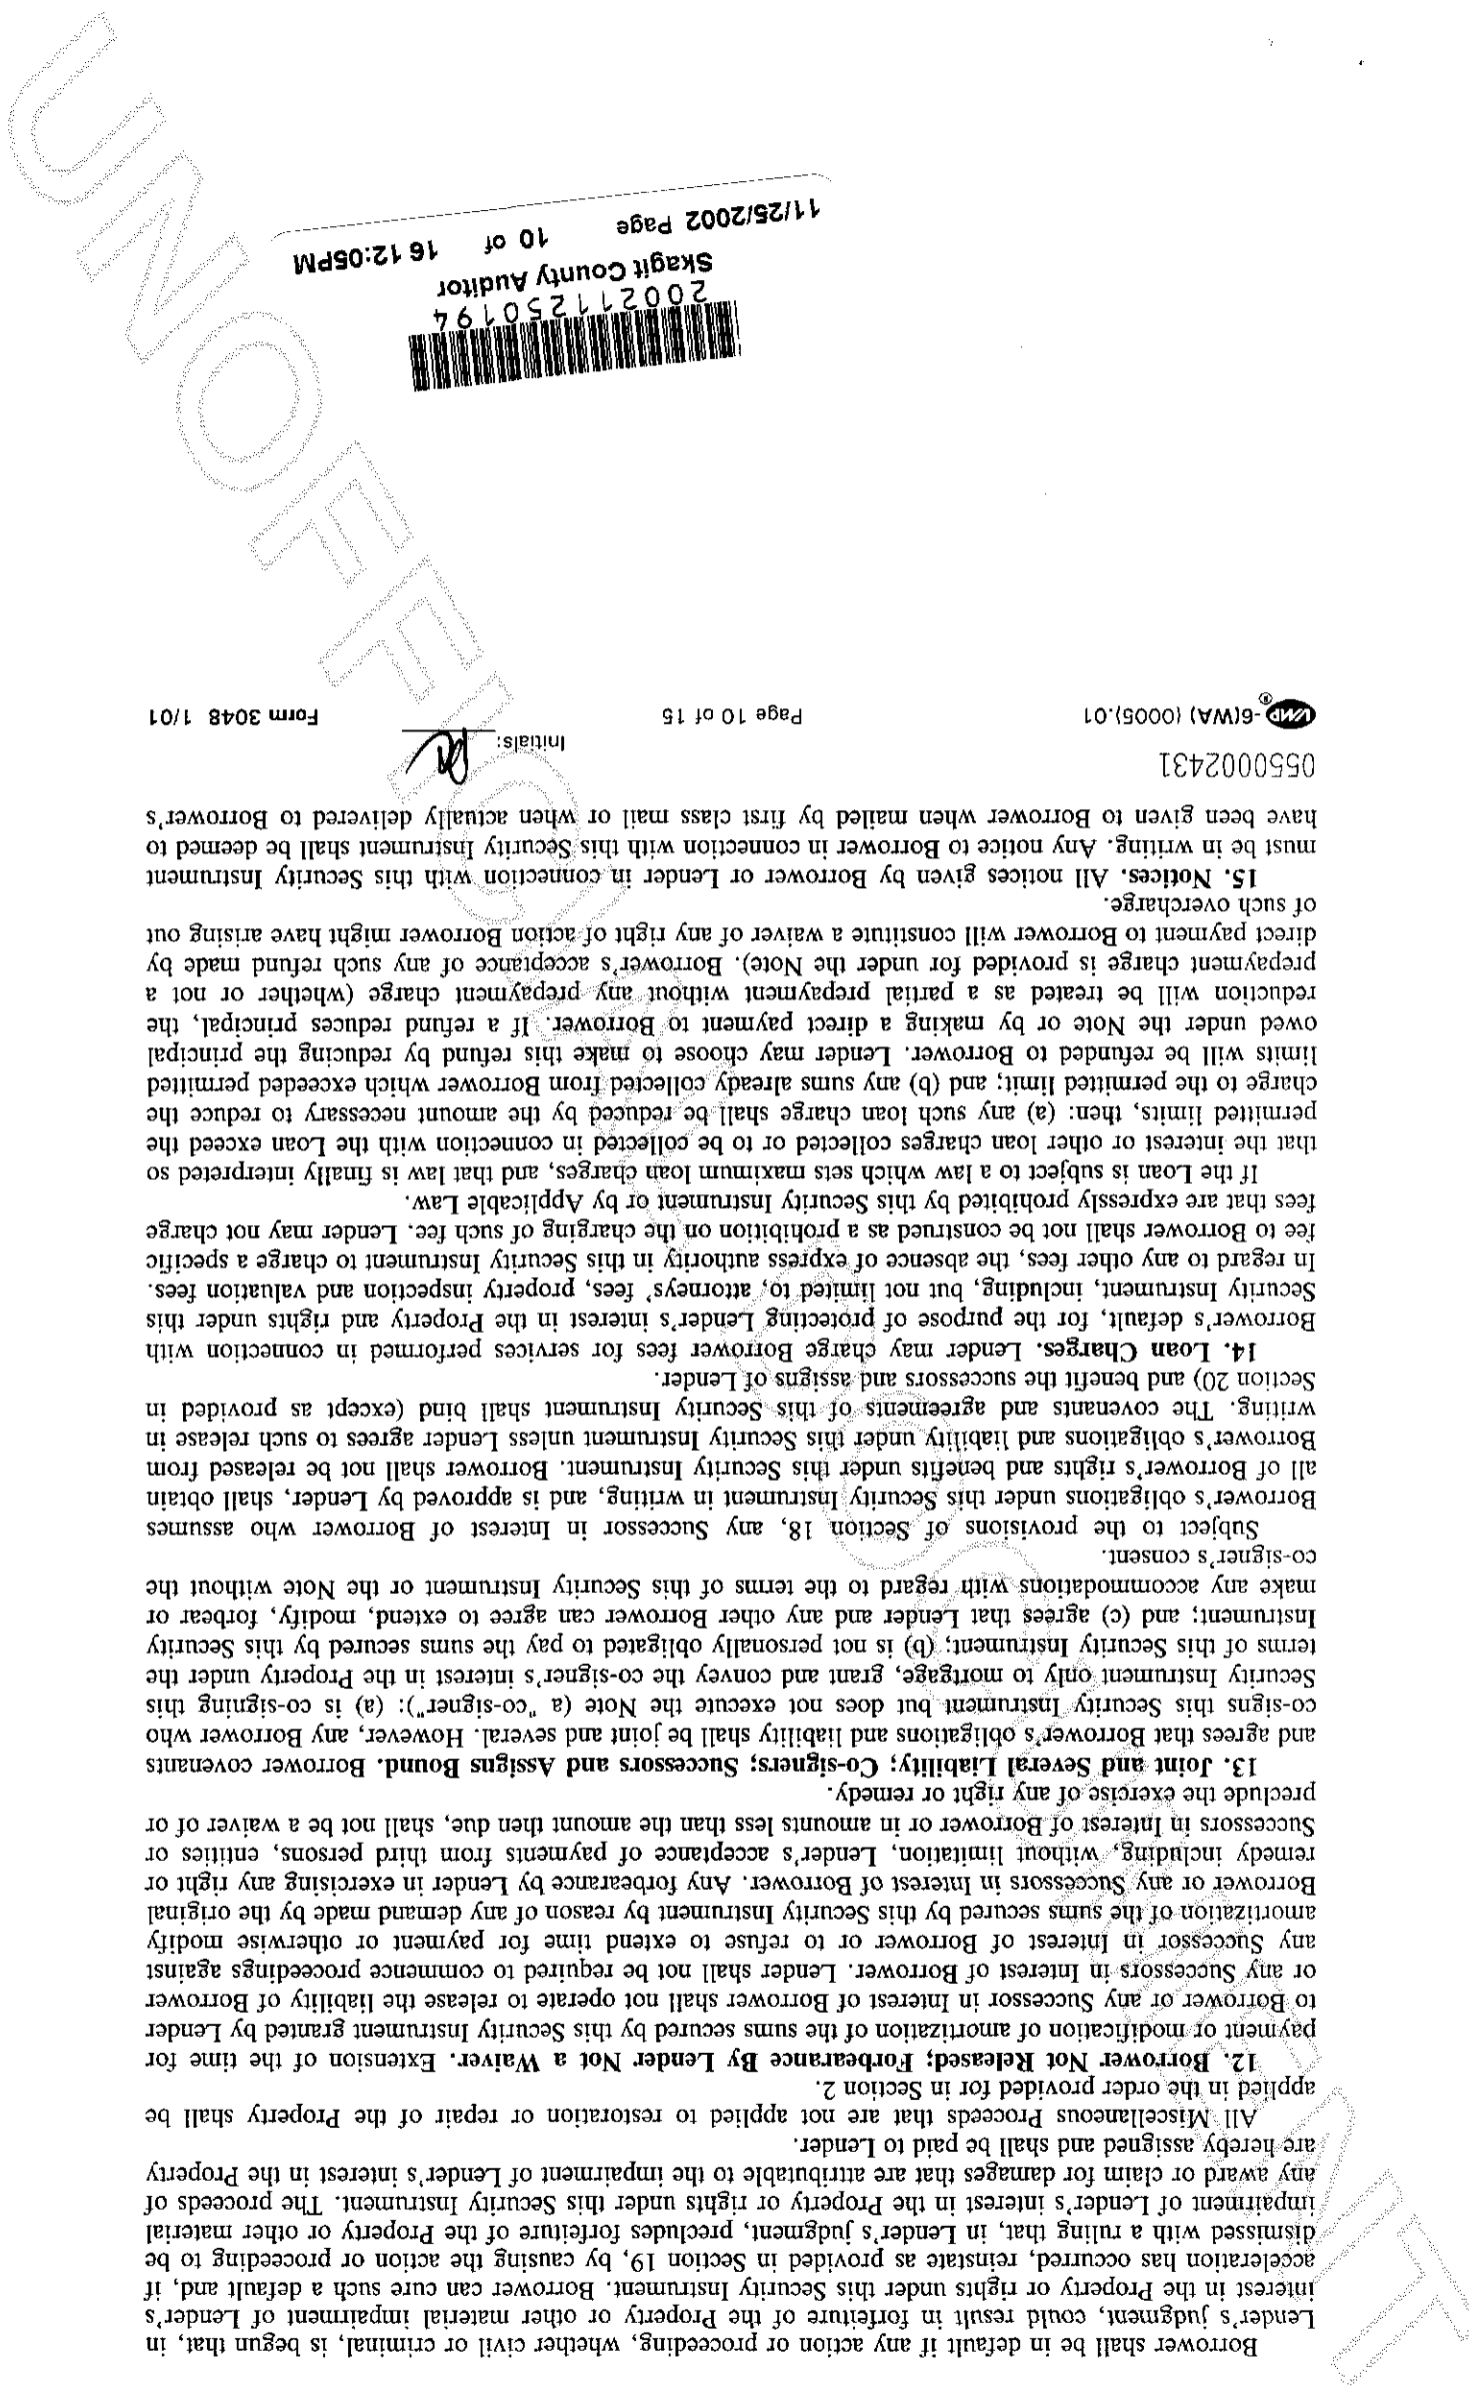 Borrower shall be in default if any action or proceeding, whether civil or criminal, is begun that, in
Lender's judgment, could result in forfeiture of the Property or other material impairment of Lender's
interest in the Property or rights under this Security Instrument. Borrower can cure such a default and, if
acceleration has occurred, reinstate as provided in Section 19, by causing the action or proceeding to be
dismissed with a ruling that, in Lender's judgment, precludes forfeiture of the Property or other material
impairment of Lender's interest in the Property or rights under this Security Instrument. The proceeds of
any award or claim for damages that are attributable to the impairment of Lender's interest in the Property
are hereby assigned and shall be paid to Lender.
All Miscellaneous Proceeds that are not applied to restoration or repair of the Property shall be
applied in the order provided for in Section 2.
12. Borrower Not Released; Forbearance By Lender Not a Waiver. Extension of the time for
payment or modification of amortization of the sums secured by this Security Instrument granted by Lender
to Borrower or any Successor in Interest of Borrower shall not operate to release the liability of Borrower
or any Successors in Interest of Borrower. Lender shall not be required to commence proceedings against
any Successor in Interest of Borrower or to refuse to extend time for payment or otherwise modify
amortization of the sums secured by this Security Instrument by reason of any demand made by the original
Borrower or any Successors in Interest of Borrower. Any forbearance by Lender in exercising any right or
remedy including, without limitation, Lender's acceptance of payments from third persons, entities or
Successors in Interest of Borrower or in amounts less than the amount then due, shall not be a waiver of or
preclude the exercise of any right or remedy.
13. Joint and Several Liability; Co-signers; Successors and Assigns Bound. Borrower covenants
and agrees that Borrower's obligations and liability shall be joint and several. However, any Borrower who
co-signs this Security Instrument but does not execute the Note (a "co-signer"): (a) is co-signing this
Security Instrument only to mortgage, grant and convey the co-signer's interest in the Property under the
terms of this Security Instrument; (b) is not personally obligated to pay the sums secured by this Security
Instrument; and (c) agrees that Lender and any other Borrower can agree to extend, modify, forbear or
make any accommodations with regard to the terms of this Security Instrument or the Note without the
co-signer's consent.
Subject to the provisions of Section 18, any Successor in Interest of Borrower who assumes
Borrower's obligations under this Security Instrument in writing, and is approved by Lender, shall obtain
all of Borrower's rights and benefits under this Security Instrument. Borrower shall not be released from
Borrower's obligations and liability under this Security Instrument unless Lender agrees to such release in
writing. The covenants and agreements of this Security Instrument shall bind (except as provided in
Section 20) and benefit the successors and assigns of Lender.
14. Loan Charges. Lender may charge Borrower fees for services performed in connection with
Borrower's default, for the purpose of protecting Lender's interest in the Property and rights under this
Security Instrument, including, but not limited to, attorneys' fees, property inspection and valuation fees.
In regard to any other fees, the absence of express authority in this Security Instrument to charge a specific
fee to Borrower shall not be construed as a prohibition on the charging of such fee. Lender may not charge
fees that are expressly prohibited by this Security Instrument or by Applicable Law.
If the Loan is subject to a law which sets maximum loan charges, and that law is finally interpreted so
that the interest or other loan charges collected or to be collected in connection with the Loan exceed the
permitted limits, then: (a) any such loan charge shall be reduced by the amount necessary to reduce the
charge to the permitted limit; and (b) any sums already collected from Borrower which exceeded permitted
limits will be refunded to Borrower. Lender may choose to make this refund by reducing the principal
owed under the Note or by making a direct payment to Borrower. If a refund reduces principal, the
reduction will be treated as a partial prepayment without any prepayment charge (whether or not a
prepayment charge is provided for under the Note). Borrower's acceptance of any such refund made by
direct payment to Borrower will constitute a waiver of any right of action Borrower might have arising out
of such overcharge.
15. Notices. All notices given by Borrower or Lender in connection with this Security Instrument
must be in writing. Any notice to Borrower in connection with this Security Instrument shall be deemed to
have been given to Borrower when mailed by first class mail or when actually delivered to Borrower's
0550002431
Initials:
VMP®-6(WA) (0005).01 Page 10 of 15 Form 3048 1/01
200211250194
Skagit County Auditor
11/25/2002 Page 10 of 16 12:05PM
UNOFFICIAL DOCUMENT